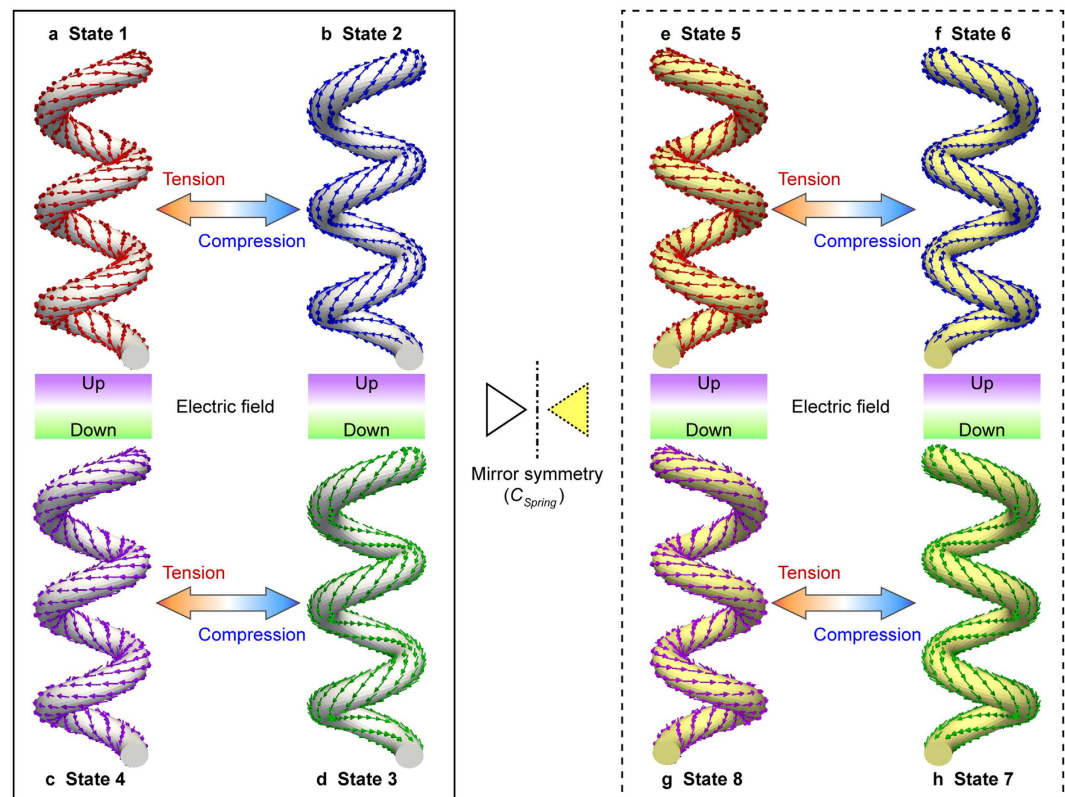 a State 1
b State 2
e State 5
f State 6
Tension
Compression
Tension
Compression
Up
Electric field
Down
Up
Down
Up
Electric field
Down
Up
Down
Mirror symmetry
(C_Spring)
Tension
Compression
Tension
Compression
c State 4
d State 3
g State 8
h State 7